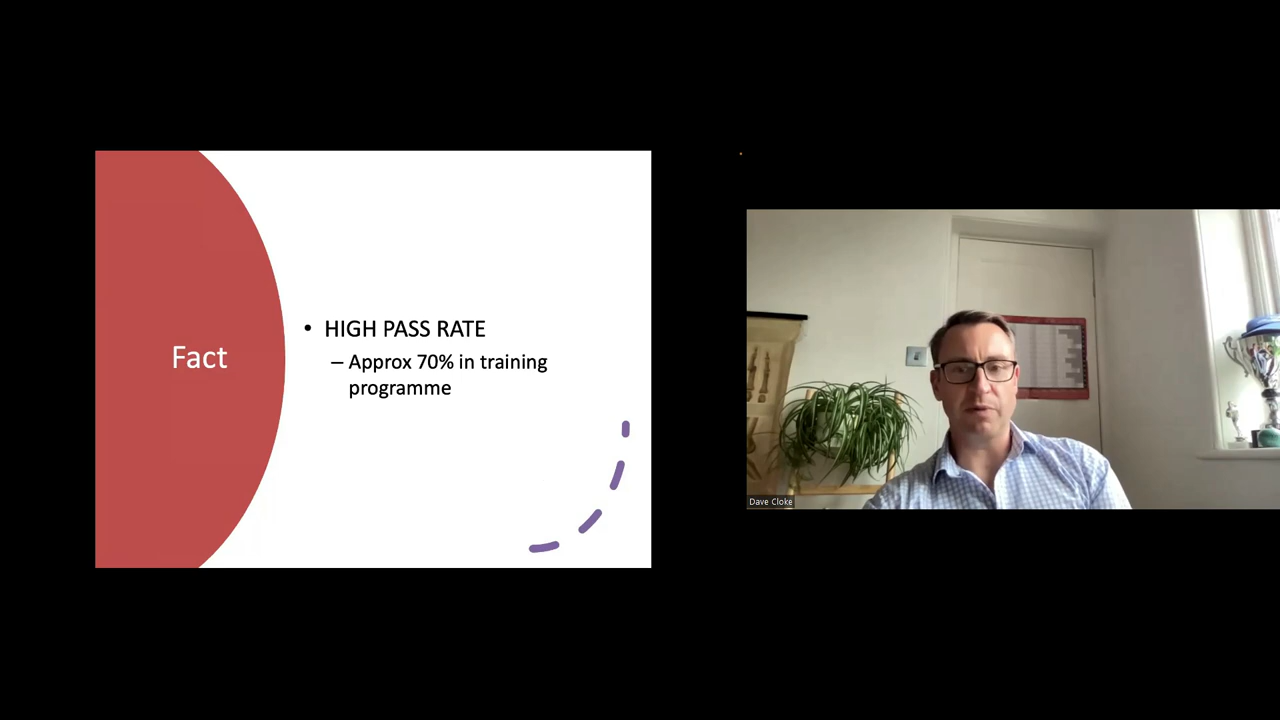 Fact
• HIGH PASS RATE
– Approx 70% in training
programme
Dave Cloke